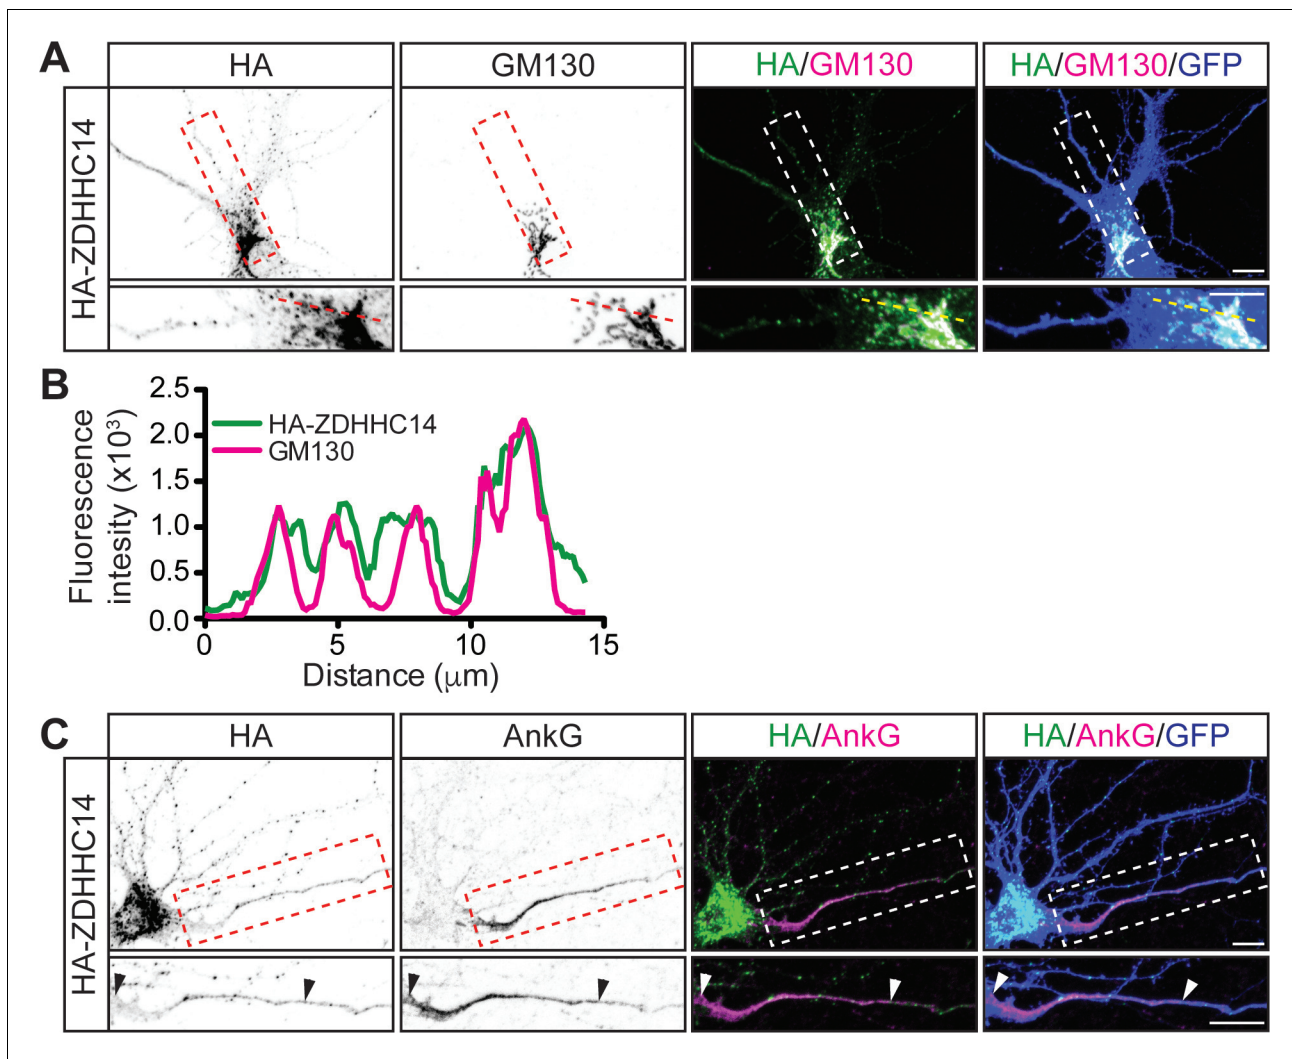 A
HA
GM130
HA/GM130
HA/GM130/GFP
HA-ZDHHC14
B
Fluorescence
intesity (x10³)
2.5
2.0
1.5
1.0
0.5
0.0
HA-ZDHHC14
GM130
0
5
10
15
Distance (μm)
C
HA
AnkG
HA/AnkG
HA/AnkG/GFP
HA-ZDHHC14